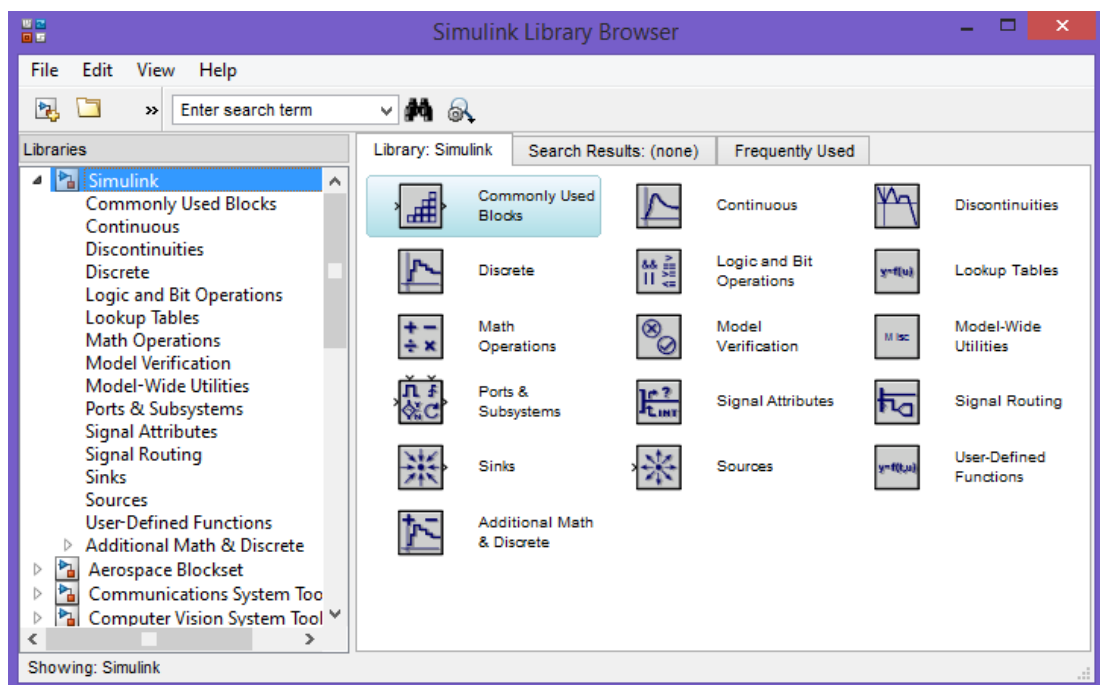 Simulink Library Browser
File Edit View Help
» Enter search term
Libraries
Library: Simulink Search Results: (none) Frequently Used
Simulink
Commonly Used Blocks
Continuous
Discontinuities
Discrete
Logic and Bit Operations
Lookup Tables
Math Operations
Model Verification
Model-Wide Utilities
Ports & Subsystems
Signal Attributes
Signal Routing
Sinks
Sources
User-Defined Functions
Additional Math & Discrete
Aerospace Blockset
Communications System Too
Computer Vision System Tool
Commonly Used
Blocks
Continuous
Discontinuities
Discrete
&& > >=
|| >= <=
Logic and Bit
Operations
y=f(u)
Lookup Tables
+ −
÷ ×
Math
Operations
Model
Verification
Misc
Model-Wide
Utilities
Ports &
Subsystems
?
INT
Signal Attributes
Signal Routing
Sinks
Sources
y=f(t,u)
User-Defined
Functions
Additional Math
& Discrete
Showing: Simulink